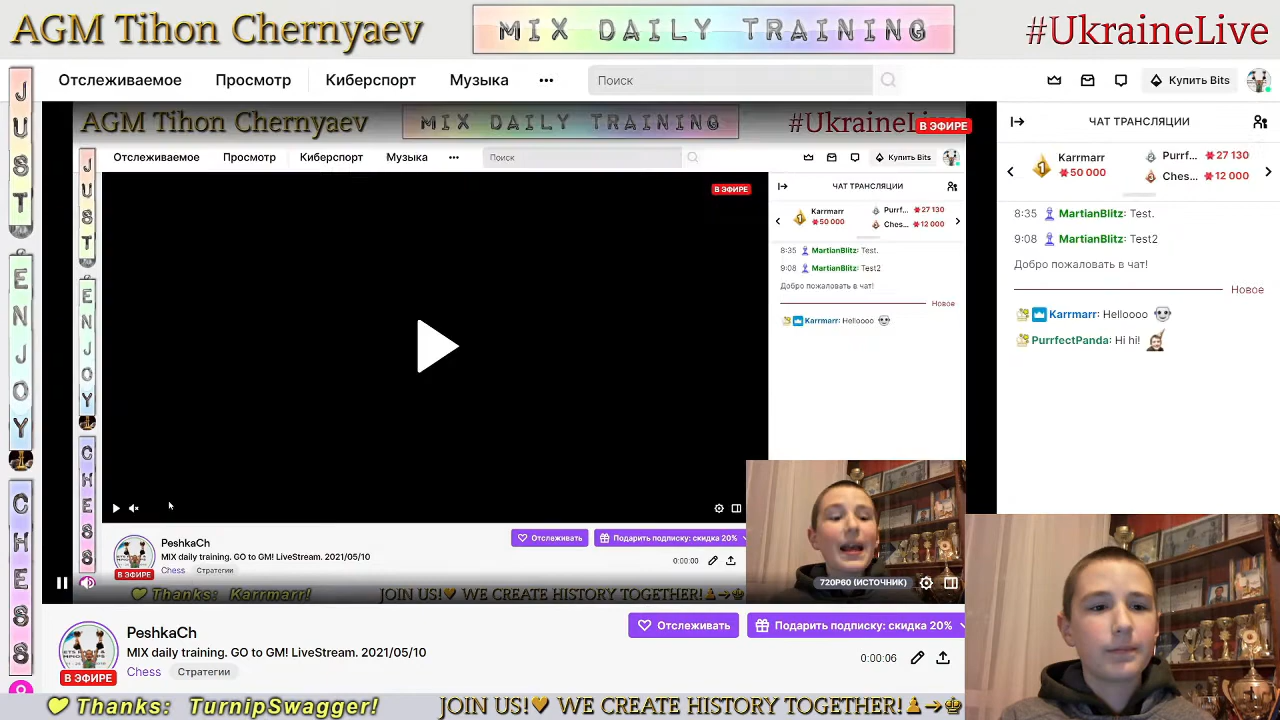 AGM Tihon Chernyaev
MIX DAILY TRAINING
#UkraineLive
Отслеживаемое Просмотр Киберспорт Музыка ••• Поиск Купить Bits
JUST
ENJOY
CHESS
AGM Tihon Chernyaev
MIX DAILY TRAINING
#UkraineLive
В ЭФИРЕ
Отслеживаемое Просмотр Киберспорт Музыка ••• Поиск Купить Bits
JUST
ENJOY
CHESS
В ЭФИРЕ
ЧАТ ТРАНСЛЯЦИИ
Karrmarr
50 000
Purrf... 27 130
Ches... 12 000
8:35 MartianBlitz: Test.
9:08 MartianBlitz: Test2
Добро пожаловать в чат!
Новое
Karrmarr: Helloooo
PeshkaCh
MIX daily training. GO to GM! LiveStream. 2021/05/10
Chess Стратегии
В ЭФИРЕ
Отслеживать
Подарить подписку: скидка 20%
0:00:00
Thanks: Karrmarr!
JOIN US! WE CREATE HISTORY TOGETHER!
720P60 (ИСТОЧНИК)
ЧАТ ТРАНСЛЯЦИИ
Karrmarr
50 000
Purrf... 27 130
Ches... 12 000
8:35 MartianBlitz: Test.
9:08 MartianBlitz: Test2
Добро пожаловать в чат!
Новое
Karrmarr: Helloooo
PurrfectPanda: Hi hi!
PeshkaCh
MIX daily training. GO to GM! LiveStream. 2021/05/10
Chess Стратегии
В ЭФИРЕ
Отслеживать
Подарить подписку: скидка 20%
0:00:06
Thanks: TurnipSwagger!
JOIN US! WE CREATE HISTORY TOGETHER!